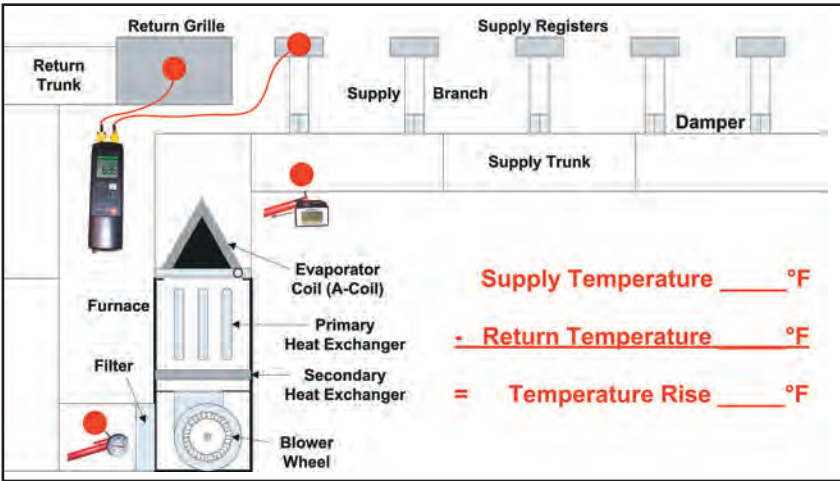 Return Grille
Supply Registers
Return
Trunk
Supply Branch
Damper
Supply Trunk
Evaporator
Coil (A-Coil)
Furnace
Primary
Heat Exchanger
Filter
Secondary
Heat Exchanger
Blower
Wheel
Supply Temperature _____°F
- Return Temperature _____°F
= Temperature Rise _____°F